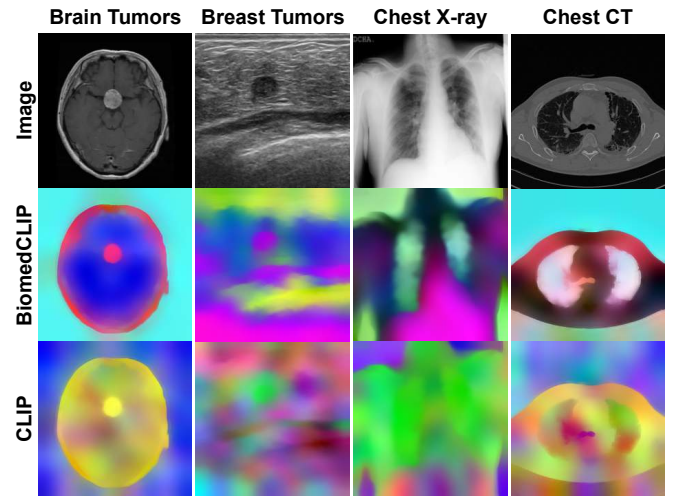 Brain Tumors Breast Tumors Chest X-ray Chest CT
Image
BiomedCLIP
CLIP